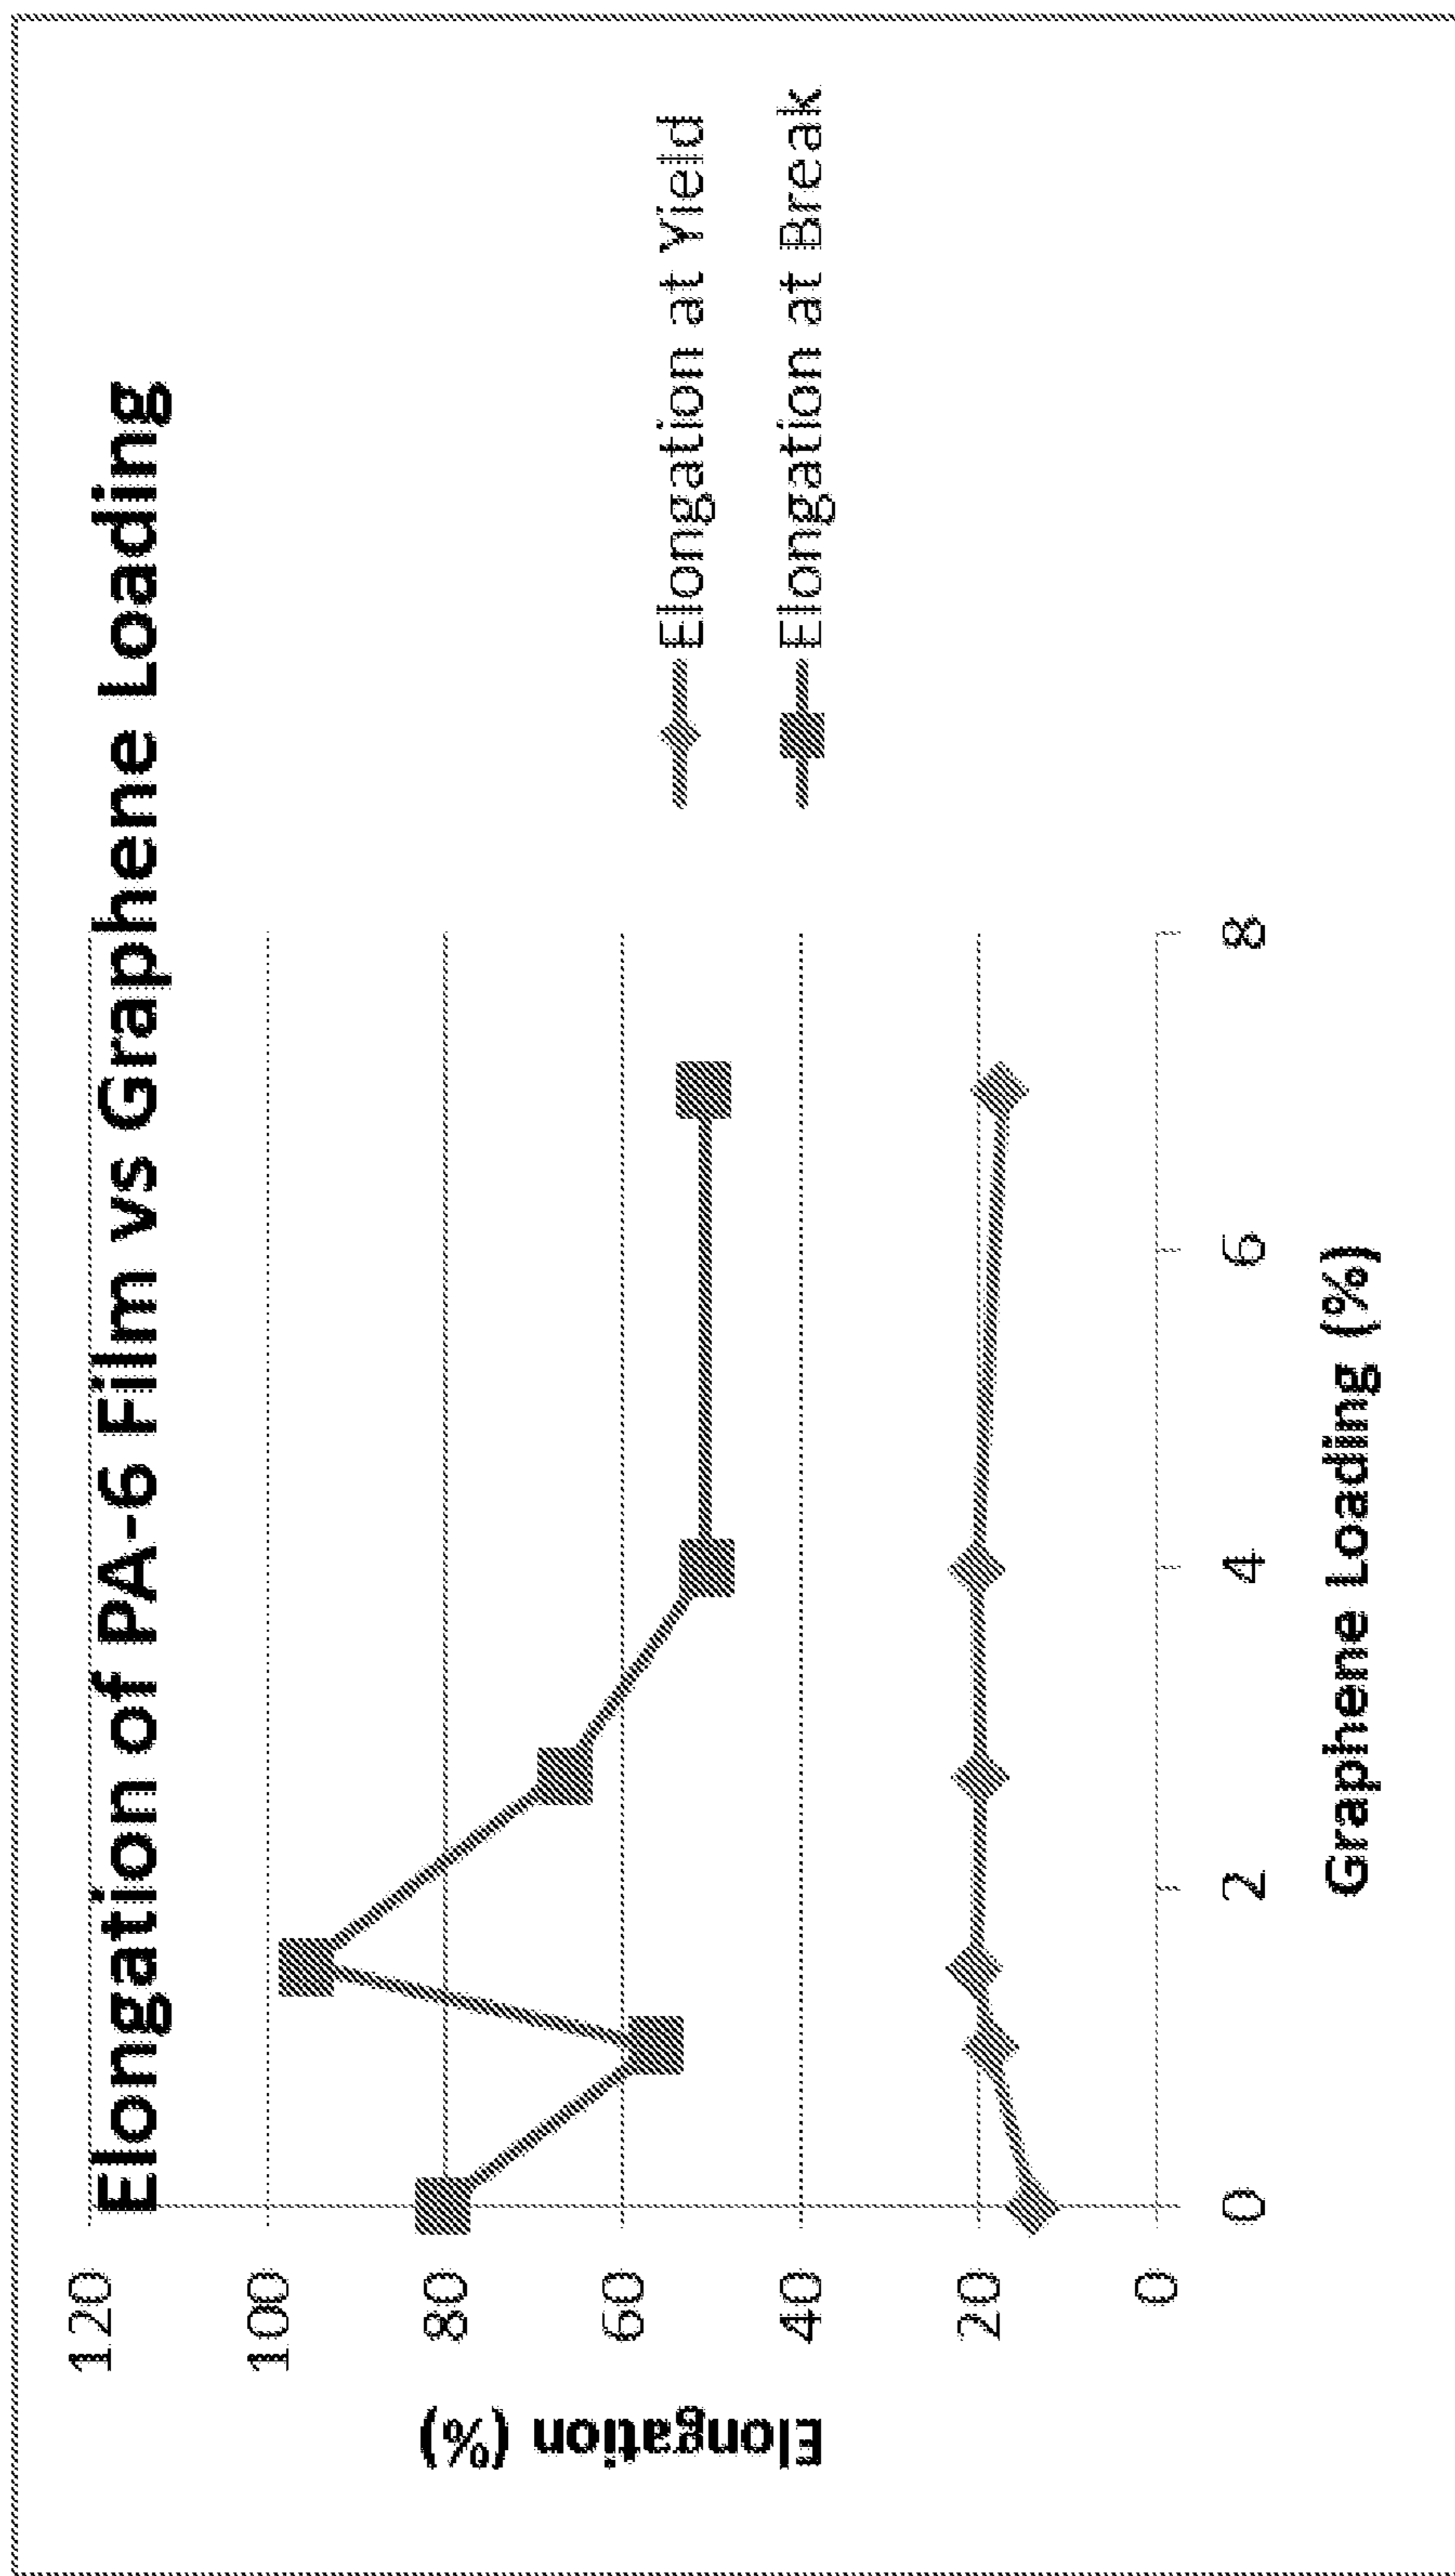 Elongation of PA-6 Film vs Graphene Loading
120
100
80
60
40
20
0
Elongation (%)
0
2
4
6
8
Graphene Loading (%)
Elongation at Yield
Elongation at Break